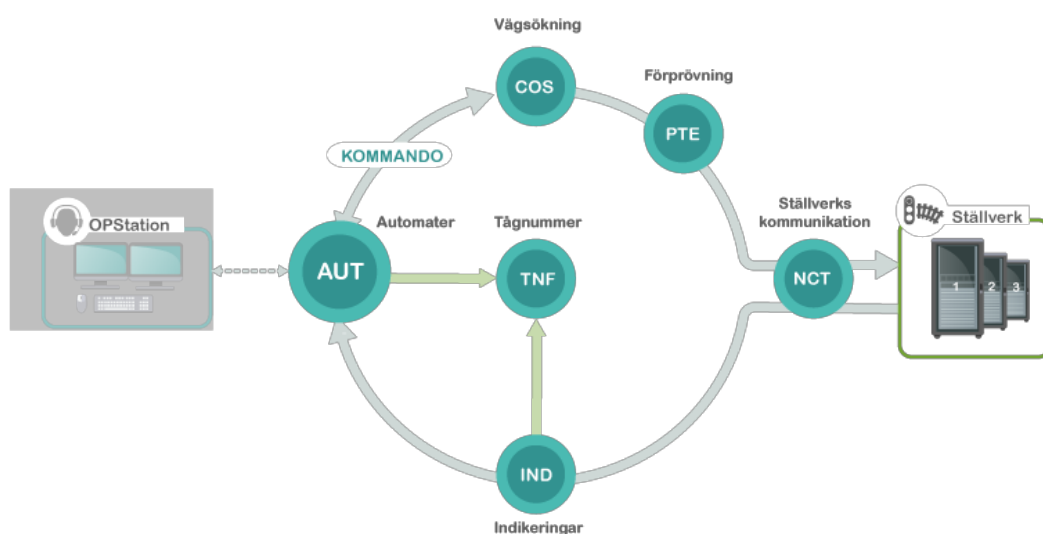 Vägsökning
COS
Förprövning
PTE
KOMMANDO
OPStation
Automater
AUT
Tågnummer
TNF
Ställverks
kommunikation
NCT
Ställverk
1 2 3
IND
Indikeringar